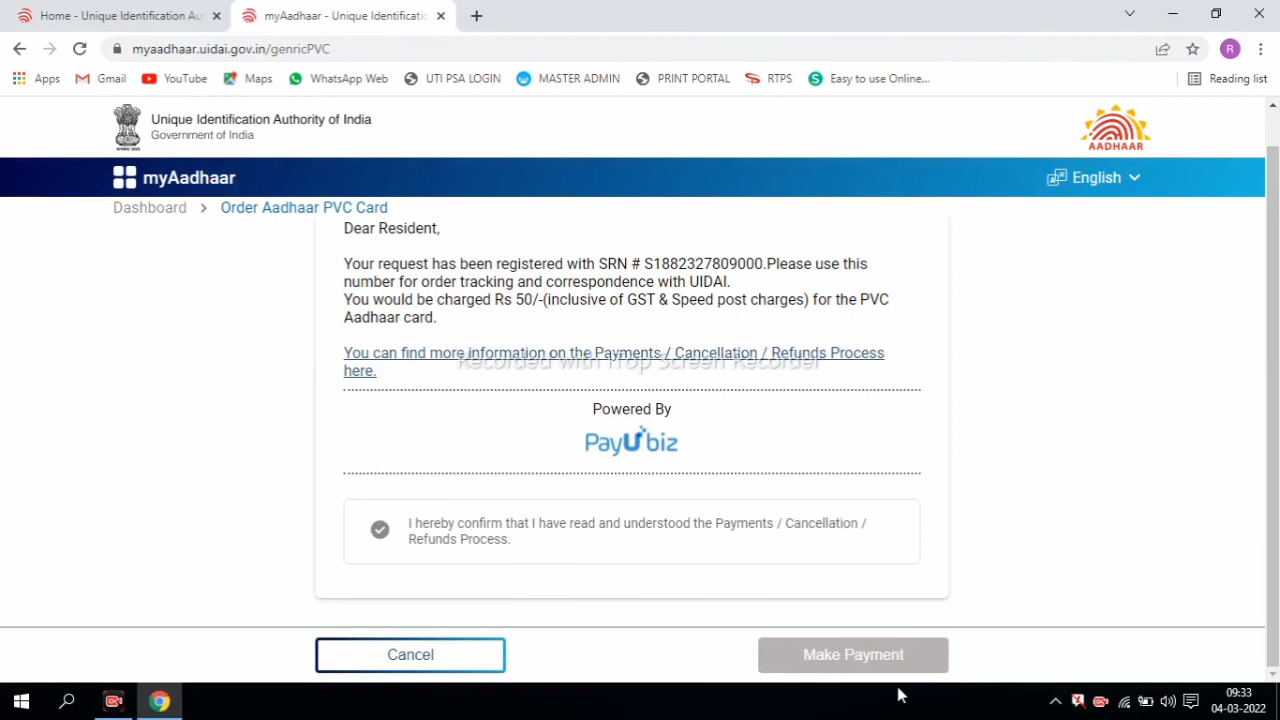 Home - Unique Identification Au
myAadhaar - Unique Identificatio
myaadhaar.uidai.gov.in/genricPVC
R
Apps
Gmail
YouTube
Maps
WhatsApp Web
UTI PSA LOGIN
MASTER ADMIN
PRINT PORTAL
RTPS
S
Easy to use Online...
Reading list
Unique Identification Authority of India
Government of India
AADHAAR
myAadhaar
English
Dashboard > Order Aadhaar PVC Card
Dear Resident,
Your request has been registered with SRN # S1882327809000.Please use this
number for order tracking and correspondence with UIDAI.
You would be charged Rs 50/-(inclusive of GST & Speed post charges) for the PVC
Aadhaar card.
You can find more information on the Payments / Cancellation / Refunds Process
here.
Recorded with iTop Screen Recorder
Powered By
PayUbiz
I hereby confirm that I have read and understood the Payments / Cancellation /
Refunds Process.
Cancel
Make Payment
09:33
04-03-2022